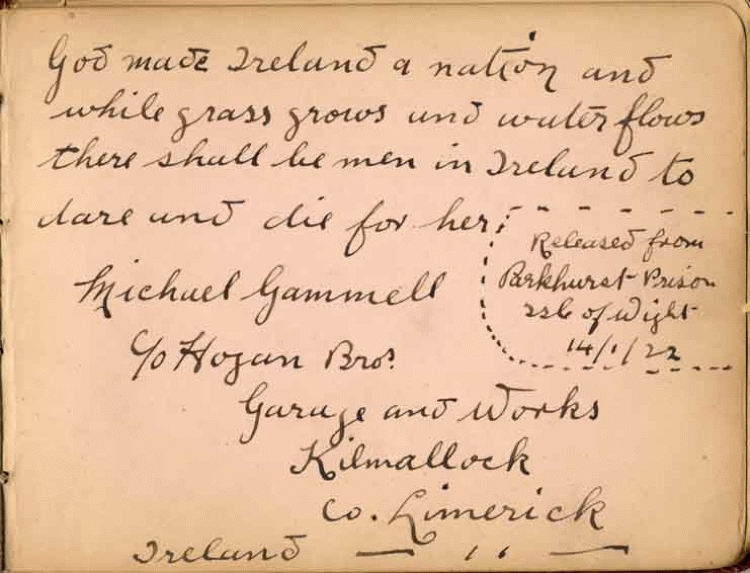 God made Ireland a nation and
while grass grows and water flows
there shall be men in Ireland to
dare and die for her.
Michael Gammell
c/o Hogan Bros.
Garage and Works
Kilmallock
Co. Limerick
Ireland — ,, —
Released from
Parkhurst Prison
Isle of Wight
14/1/22